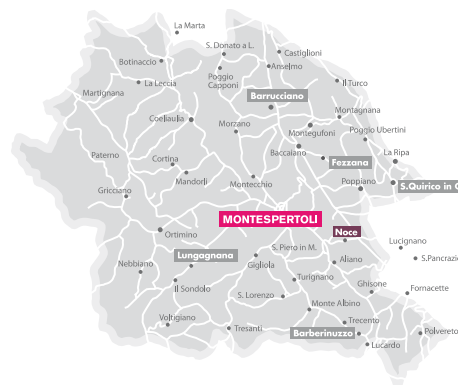 La Marta
S. Donato a L.
Castiglioni
Botinaccio
Anselmo
La Leccia
Poggio
Capponi
Il Turco
Martignana
Barrucciano
Montagnana
Coeliaulia
Morzano
Montegufoni
Poggio Ubertini
Baccaiano
Paterno
Cortina
Fezzana
La Ripa
Mandorli
Montecchio
Poppiano
S.Quirico in C
Gricciano
MONTESPERTOLI
Ortimino
Noce
Lucignano
Lungagnana
S. Piero in M.
S.Pancrazi
Nebbiano
Gigliola
Aliano
Il Sondolo
Turignano
Ghisone
Fornacette
S. Lorenzo
Monte Albino
Voltigiano
Tresanti
Trecento
Barberinuzzo
Polvereto
Lucardo